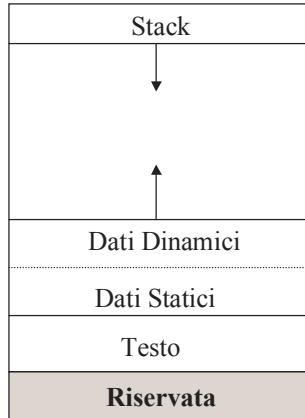 Stack
Dati Dinamici
Dati Statici
Testo
Riservata